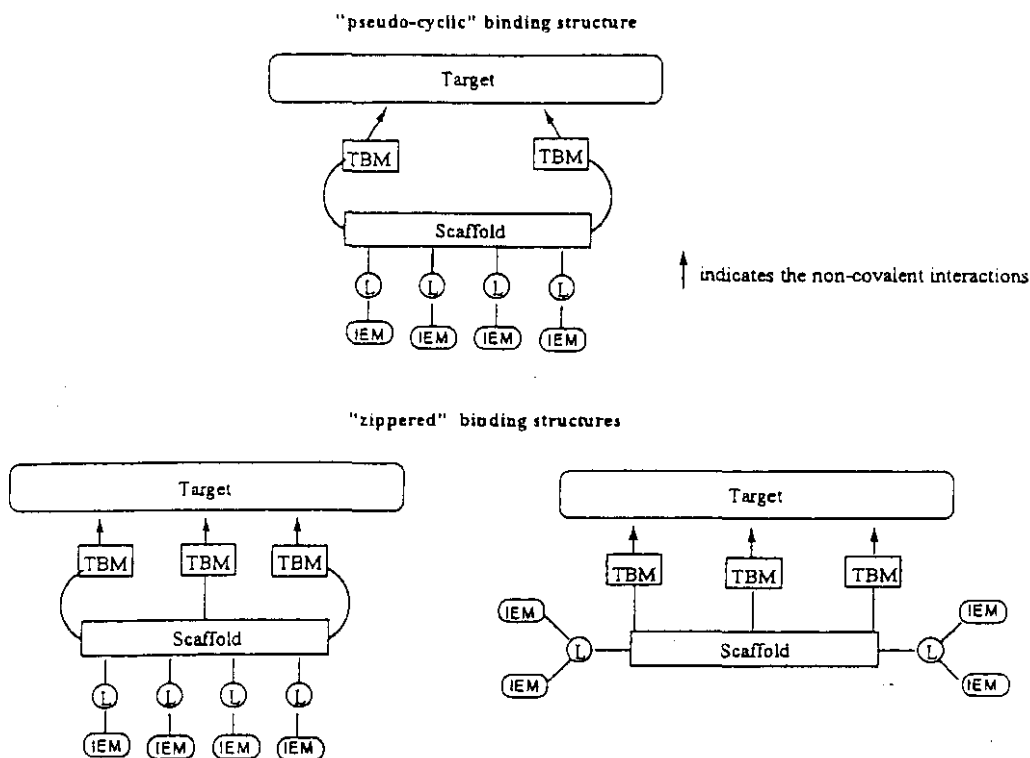 "pseudo-cyclic" binding structure
Target
TBM TBM
Scaffold
indicates the non-covalent interactions
L L L L
IEM IEM IEM IEM
"zippered" binding structures
Target
TBM TBM TBM
Scaffold
L L L L
IEM IEM IEM IEM
Target
TBM TBM TBM
IEM IEM
L Scaffold L
IEM IEM